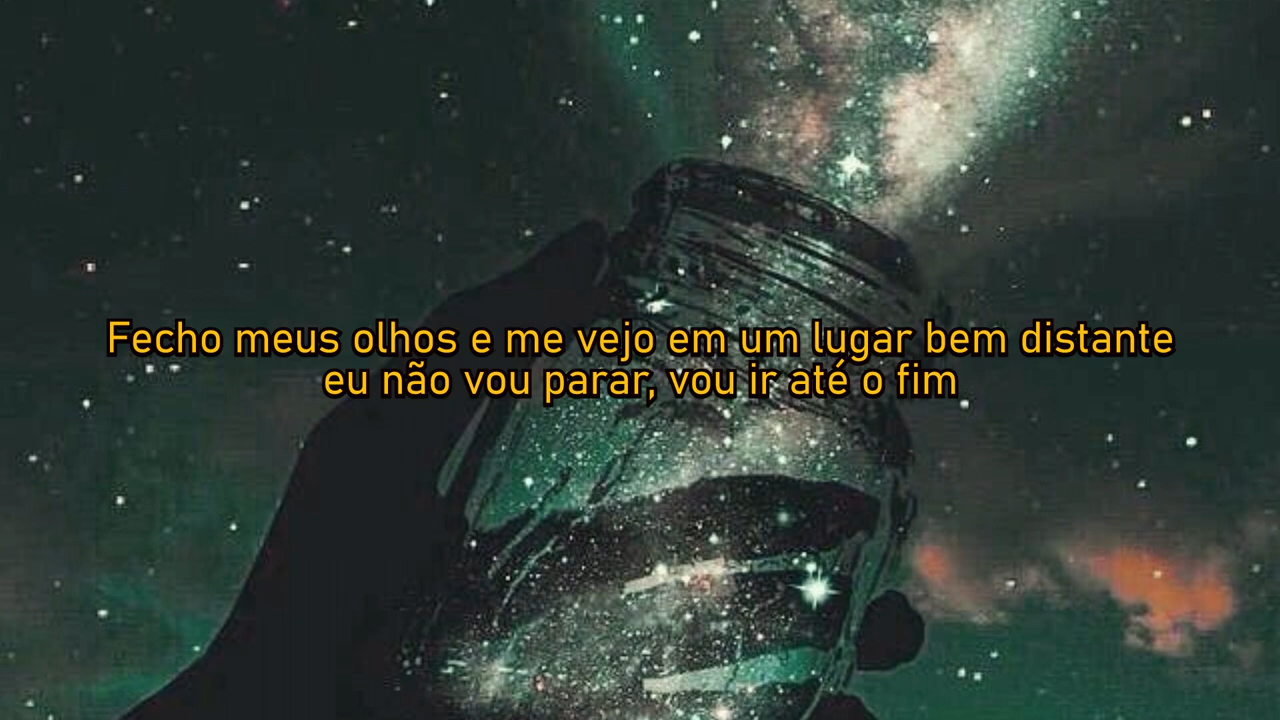 Fecho meus olhos e me vejo em um lugar bem distante
eu não vou parar, vou ir até o fim